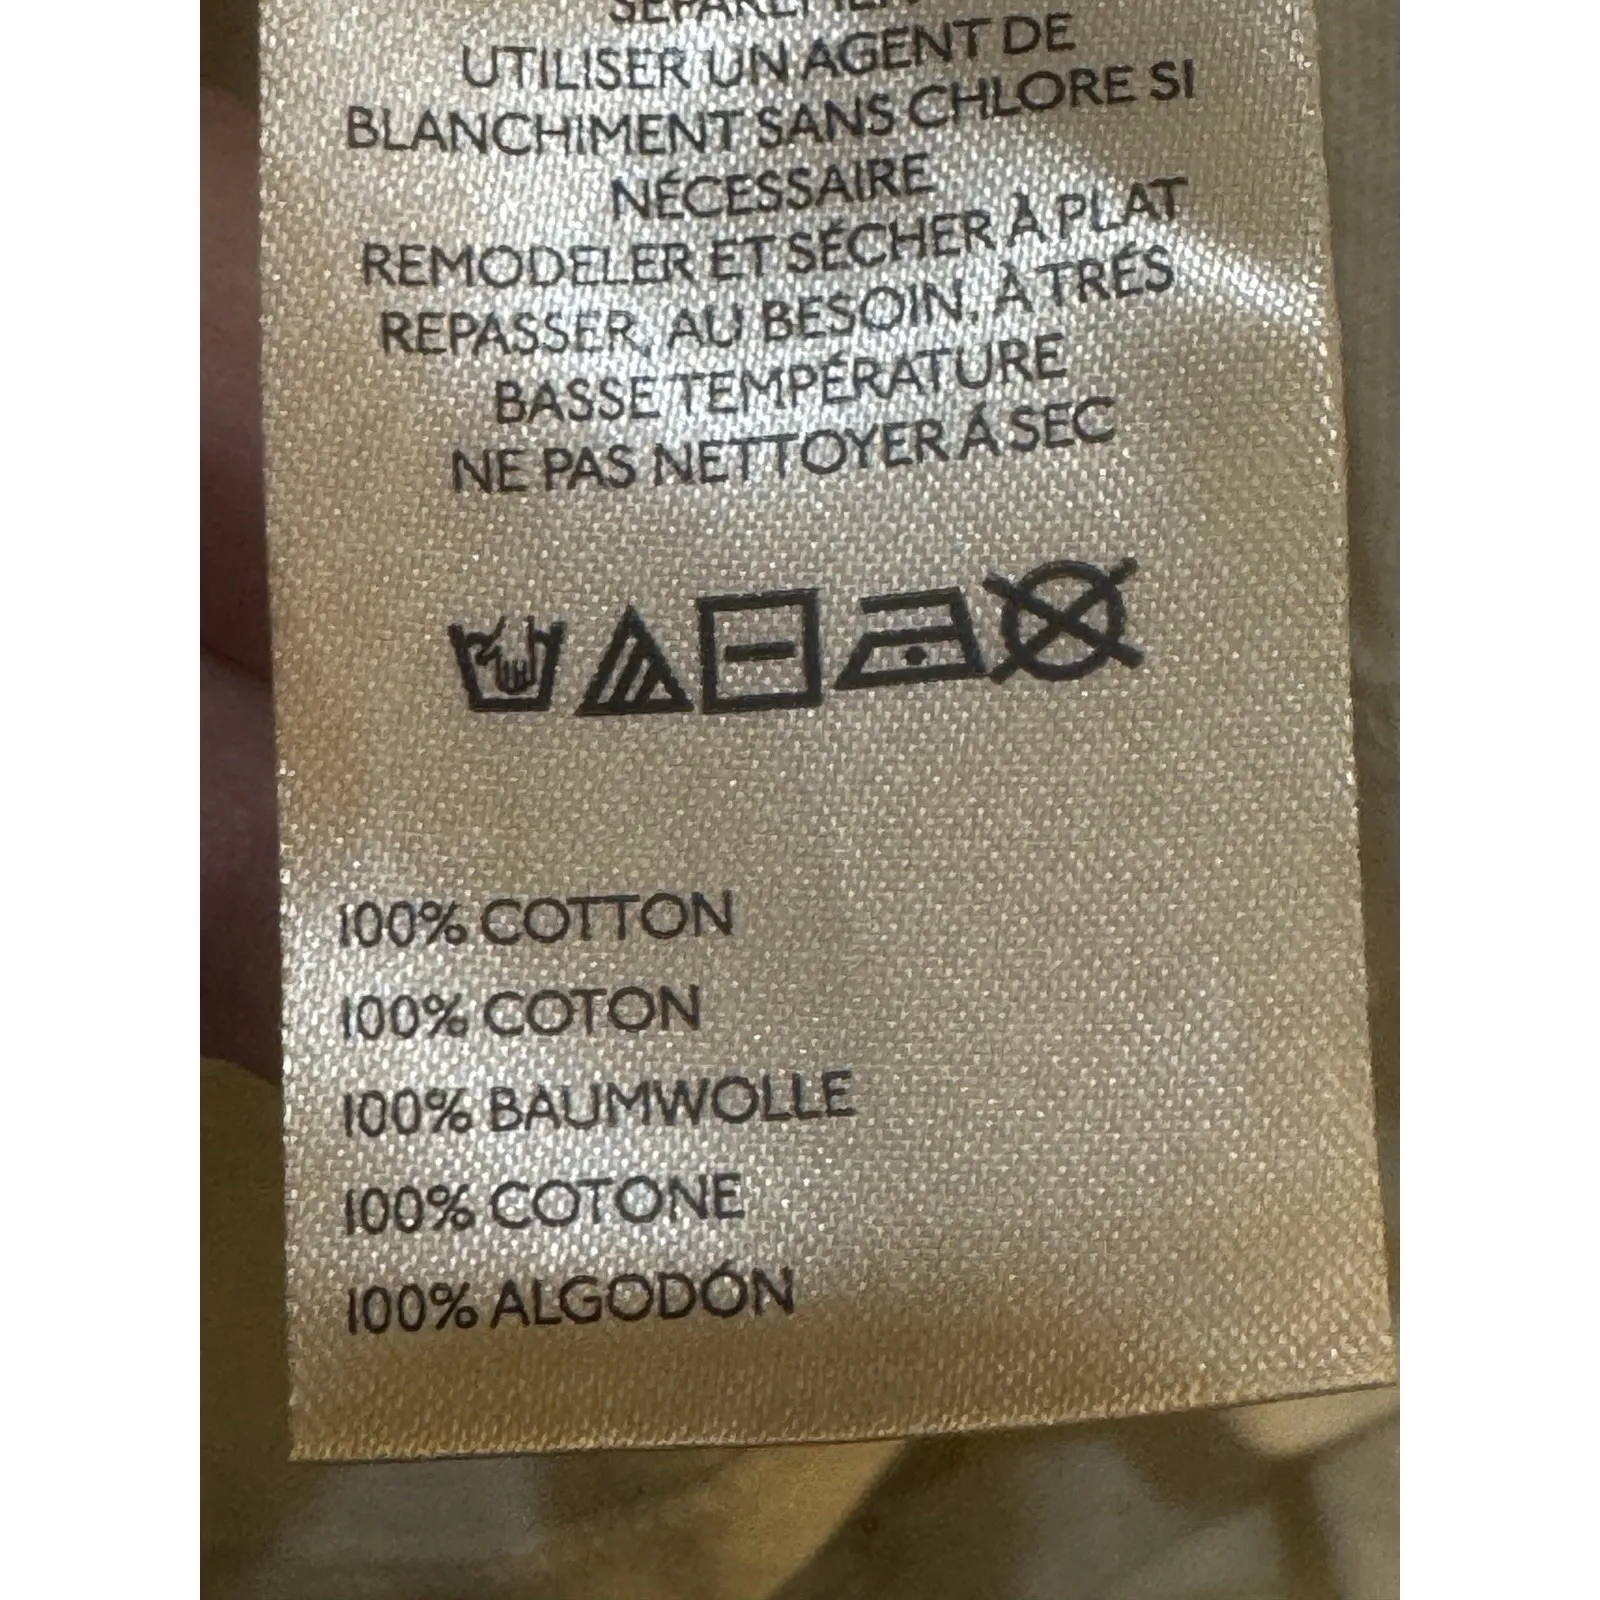 SÉPARÉMENT
UTILISER UN AGENT DE
BLANCHIMENT SANS CHLORE SI
NÉCESSAIRE
REMODELER ET SÉCHER À PLAT
REPASSER, AU BESOIN, À TRÉS
BASSE TEMPÉRATURE
NE PAS NETTOYER Á SEC
100% COTTON
100% COTON
100% BAUMWOLLE
100% COTONE
100% ALGODÓN